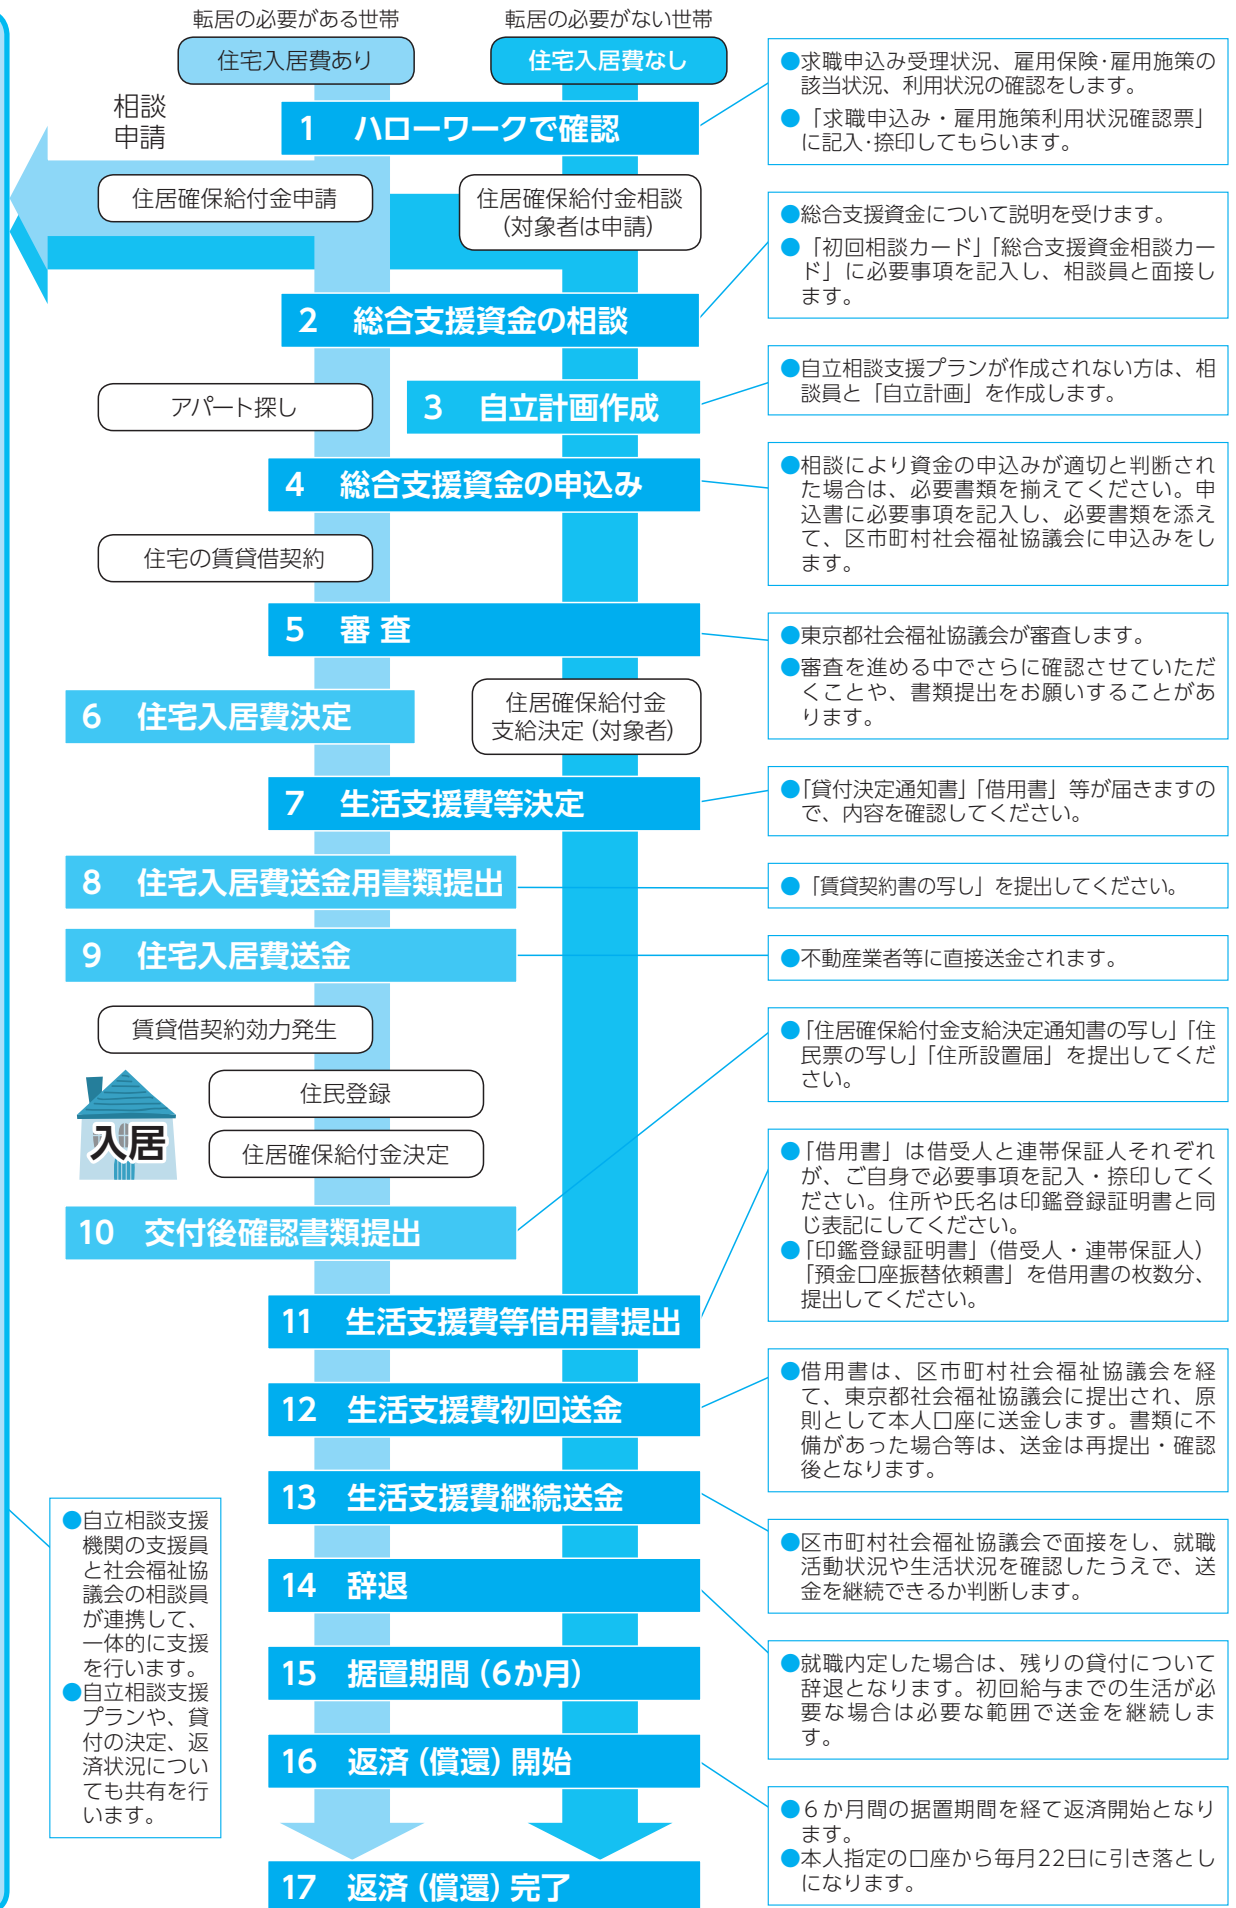 転居の必要がある世帯
転居の必要がない世帯
住宅入居費あり
住宅入居費なし
相談
申請
1 ハローワークで確認
●求職申込み受理状況、雇用保険・雇用施策の
該当状況、利用状況の確認をします。
●「求職申込み・雇用施策利用状況確認票」
に記入・捺印してもらいます。
住居確保給付金申請
住居確保給付金相談
(対象者は申請)
2 総合支援資金の相談
●総合支援資金について説明を受けます。
●「初回相談カード」「総合支援資金相談カー
ド」に必要事項を記入し、相談員と面接し
ます。
アパート探し
3 自立計画作成
●自立相談支援プランが作成されない方は、相
談員と「自立計画」を作成します。
4 総合支援資金の申込み
●相談により資金の申込みが適切と判断され
た場合は、必要書類を揃えてください。申
込書に必要事項を記入し、必要書類を添え
て、区市町村社会福祉協議会に申込みをし
ます。
住宅の賃貸借契約
5 審 査
●東京都社会福祉協議会が審査します。
●審査を進める中でさらに確認させていただ
くことや、書類提出をお願いすることがあ
ります。
6 住宅入居費決定
住居確保給付金
支給決定(対象者)
7 生活支援費等決定
●「貸付決定通知書」「借用書」等が届きますの
で、内容を確認してください。
8 住宅入居費送金用書類提出
●「賃貸契約書の写し」を提出してください。
9 住宅入居費送金
●不動産業者等に直接送金されます。
賃貸借契約効力発生
入居
住民登録
住居確保給付金決定
10 交付後確認書類提出
●「住居確保給付金支給決定通知書の写し」「住
民票の写し」「住所設置届」を提出してくだ
さい。
11 生活支援費等借用書提出
●「借用書」は借受人と連帯保証人それぞれ
が、ご自身で必要事項を記入・捺印してく
ださい。住所や氏名は印鑑登録証明書と同
じ表記にしてください。
●「印鑑登録証明書」(借受人・連帯保証人)
「預金口座振替依頼書」を借用書の枚数分、
提出してください。
12 生活支援費初回送金
●借用書は、区市町村社会福祉協議会を経
て、東京都社会福祉協議会に提出され、原
則として本人口座に送金します。書類に不
備があった場合等は、送金は再提出・確認
後となります。
13 生活支援費継続送金
●区市町村社会福祉協議会で面接をし、就職
活動状況や生活状況を確認したうえで、送
金を継続できるか判断します。
14 辞退
●就職内定した場合は、残りの貸付について
辞退となります。初回給与までの生活が必
要な場合は必要な範囲で送金を継続しま
す。
15 据置期間(6か月)
16 返済(償還)開始
●6か月間の据置期間を経て返済開始となり
ます。
●本人指定の口座から毎月22日に引き落とし
になります。
17 返済(償還)完了
●自立相談支援
機関の支援員
と社会福祉協
議会の相談員
が連携して、
一体的に支援
を行います。
●自立相談支援
プランや、貸
付の決定、返
済状況につい
ても共有を行
います。